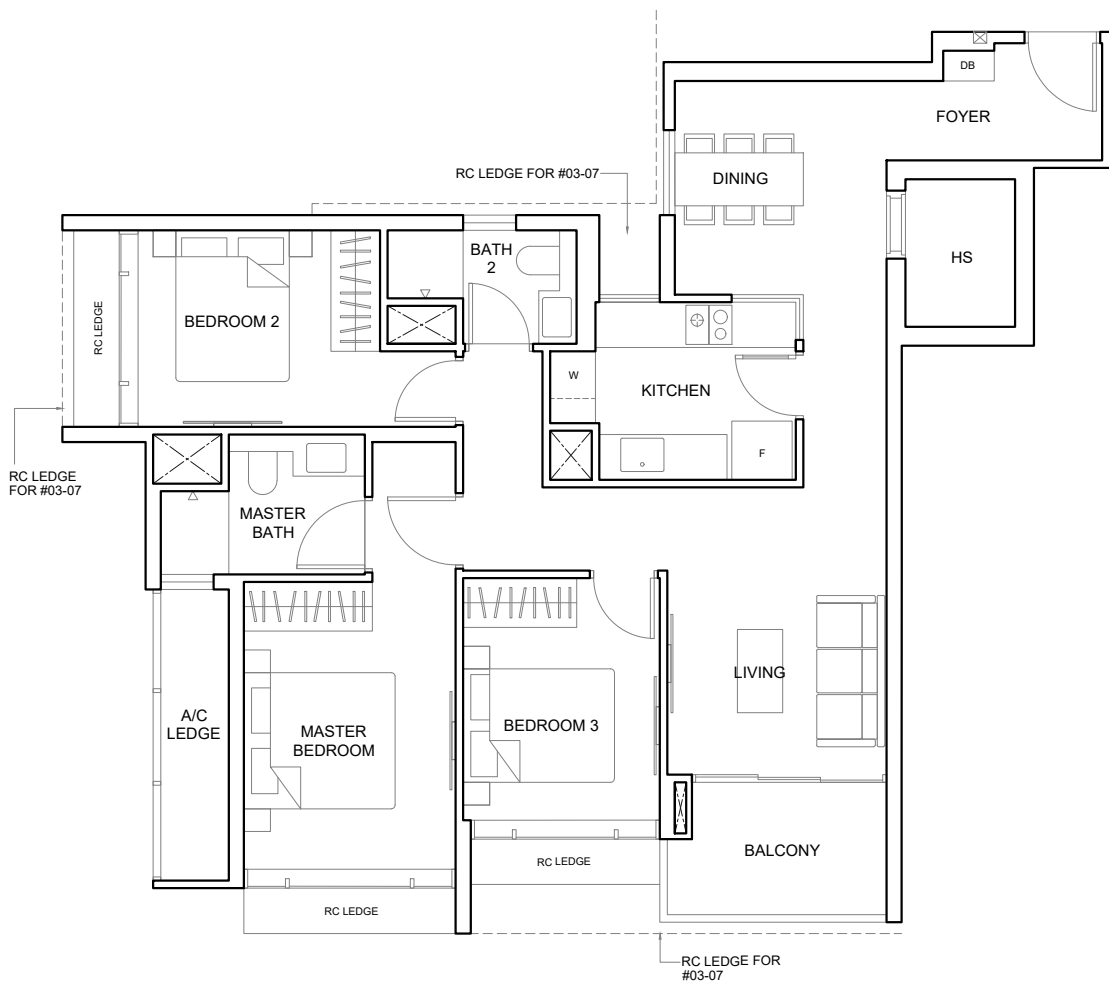 DB
FOYER
RC LEDGE FOR #03-07
DINING
BATH
2
HS
RC LEDGE
BEDROOM 2
W
KITCHEN
F
RC LEDGE
FOR #03-07
MASTER
BATH
A/C
LEDGE
MASTER
BEDROOM
BEDROOM 3
LIVING
RC LEDGE
BALCONY
RC LEDGE
RC LEDGE FOR
#03-07